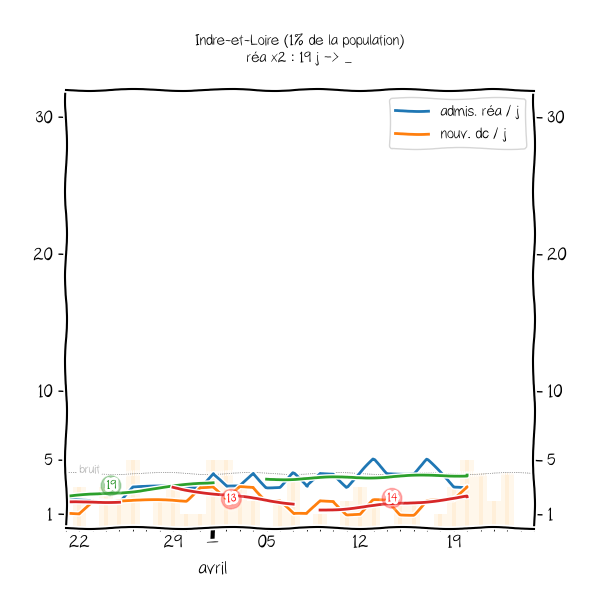 Indre-et-Loire (1% de la population)
réa x2 : 19 j -> _
admis. réa / j
nouv. dc / j
30 30
20 20
10 10
5 5
bruit
19
13
14
1 1
22 29 1 05 12 19
avril